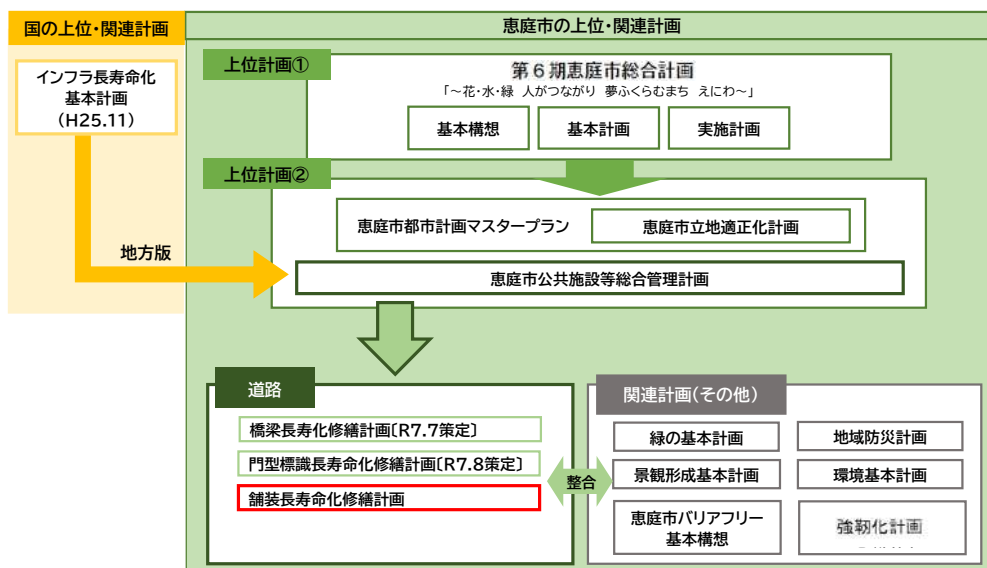 国の上位・関連計画
インフラ長寿命化
基本計画
(H25.11)
地方版
恵庭市の上位・関連計画
上位計画①
第6期恵庭市総合計画
「～花・水・緑 人がつながり 夢ふくらむまち えにわ～」
基本構想
基本計画
実施計画
上位計画②
恵庭市都市計画マスタープラン
恵庭市立地適正化計画
恵庭市公共施設等総合管理計画
道路
橋梁長寿化修繕計画〔R7.7策定〕
門型標識長寿命化修繕計画〔R7.8策定〕
舗装長寿命化修繕計画
整合
関連計画(その他)
緑の基本計画
地域防災計画
景観形成基本計画
環境基本計画
恵庭市バリアフリー
基本構想
強靭化計画